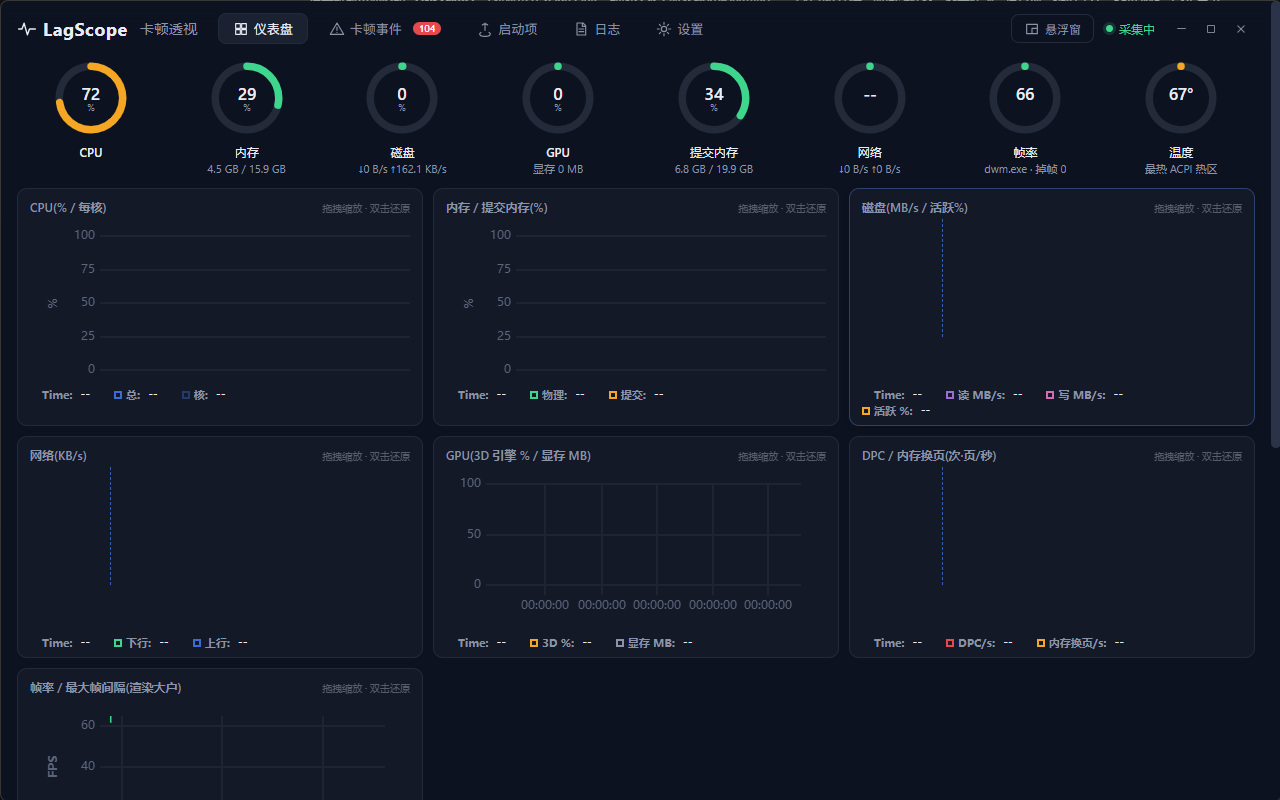 LagScope 卡顿透视 仪表盘 卡顿事件 104 启动项 日志 设置 悬浮窗 采集中
72 % 29 % 0 % 0 % 34 % -- 66 67°
CPU 内存 磁盘 GPU 提交内存 网络 帧率 温度
4.5 GB / 15.9 GB ↓0 B/s ↑162.1 KB/s 显存 0 MB 6.8 GB / 19.9 GB ↓0 B/s ↑0 B/s dwm.exe · 掉帧 0 最热 ACPI 热区
CPU(% / 每核) 拖拽缩放 · 双击还原
100
75
50
25
0
%
Time: -- 总: -- 核: --
内存 / 提交内存(%) 拖拽缩放 · 双击还原
100
75
50
25
0
%
Time: -- 物理: -- 提交: --
磁盘(MB/s / 活跃%) 拖拽缩放 · 双击还原
Time: -- 读 MB/s: -- 写 MB/s: --
活跃 %: --
网络(KB/s) 拖拽缩放 · 双击还原
Time: -- 下行: -- 上行: --
GPU(3D 引擎 % / 显存 MB) 拖拽缩放 · 双击还原
100
50
0
00:00:00 00:00:00 00:00:00 00:00:00 00:00:00
Time: -- 3D %: -- 显存 MB: --
DPC / 内存换页(次·页/秒) 拖拽缩放 · 双击还原
Time: -- DPC/s: -- 内存换页/s: --
帧率 / 最大帧间隔(渲染大户) 拖拽缩放 · 双击还原
60
40
FPS